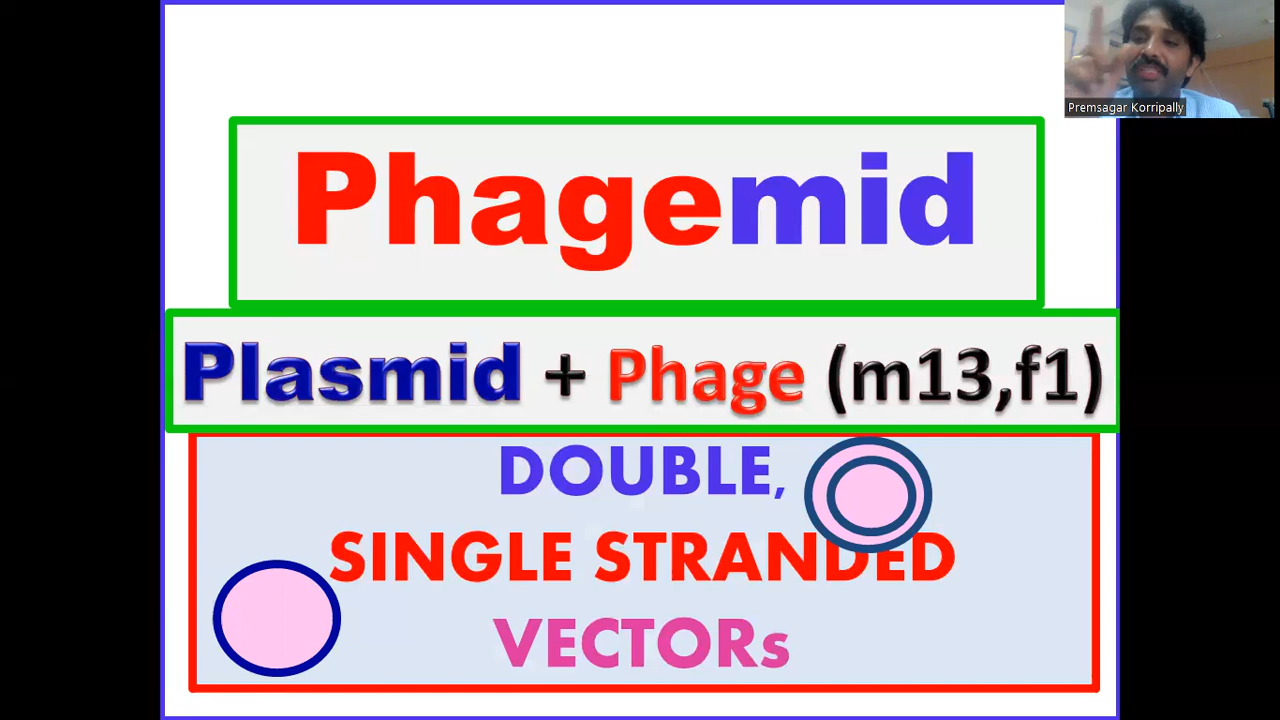 Premsagar Korripally
Phagemid
Plasmid + Phage (m13,f1)
DOUBLE,
SINGLE STRANDED
VECTORs